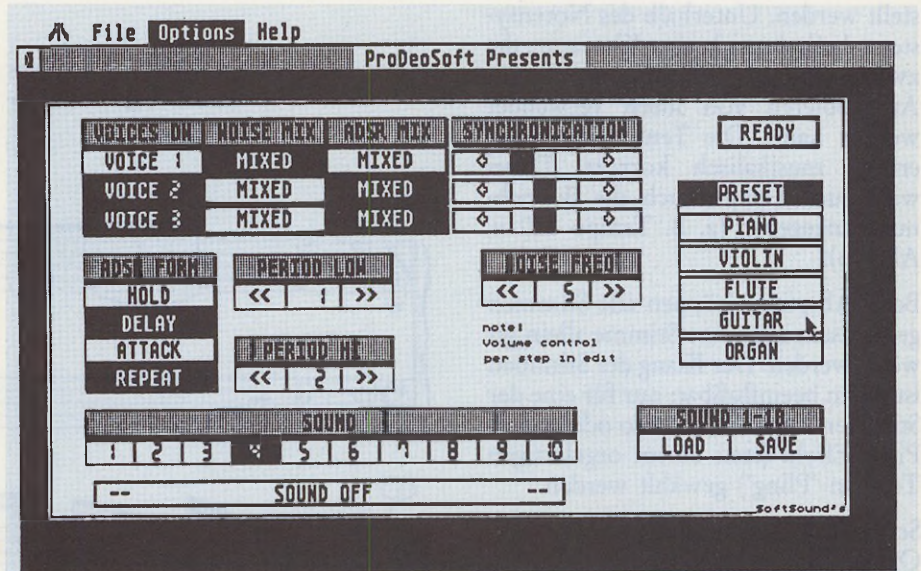 File Options Help
ProDeoSoft Presents
VOICES ON NOISE MIX ADSR MIX SYNCHRONIZATION
READY
VOICE 1 MIXED MIXED
VOICE 2 MIXED MIXED
VOICE 3 MIXED MIXED
PRESET
PIANO
VIOLIN
FLUTE
GUITAR
ORGAN
ADSR FORM
HOLD
DELAY
ATTACK
REPEAT
PERIOD LOW
<< 1 >>
PERIOD HI
<< 2 >>
NOISE FREQ
<< 5 >>
note!
Volume control
per step in edit
SOUND
1 2 3 4 5 6 7 8 9 10
SOUND 1-10
LOAD SAVE
-- SOUND OFF --
SoftSound's